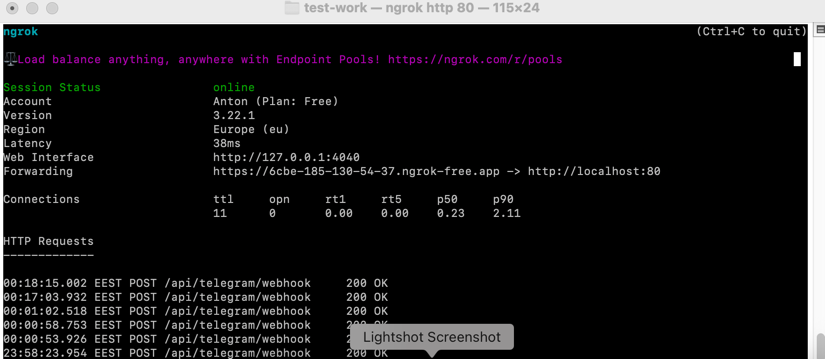 test-work — ngrok http 80 — 115×24
ngrok (Ctrl+C to quit)
Load balance anything, anywhere with Endpoint Pools! https://ngrok.com/r/pools
Session Status online
Account Anton (Plan: Free)
Version 3.22.1
Region Europe (eu)
Latency 38ms
Web Interface http://127.0.0.1:4040
Forwarding https://6cbe-185-130-54-37.ngrok-free.app -> http://localhost:80
Connections ttl opn rt1 rt5 p50 p90
11 0 0.00 0.00 0.23 2.11
HTTP Requests
-------------
00:18:15.002 EEST POST /api/telegram/webhook 200 OK
00:17:03.932 EEST POST /api/telegram/webhook 200 OK
00:01:02.518 EEST POST /api/telegram/webhook 200 OK
00:00:58.753 EEST POST /api/telegram/webhook 200 OK
00:00:53.926 EEST POST /api/telegram/webhook
Lightshot Screenshot
23:58:23.954 EEST POST /api/telegram/webhook 200 OK